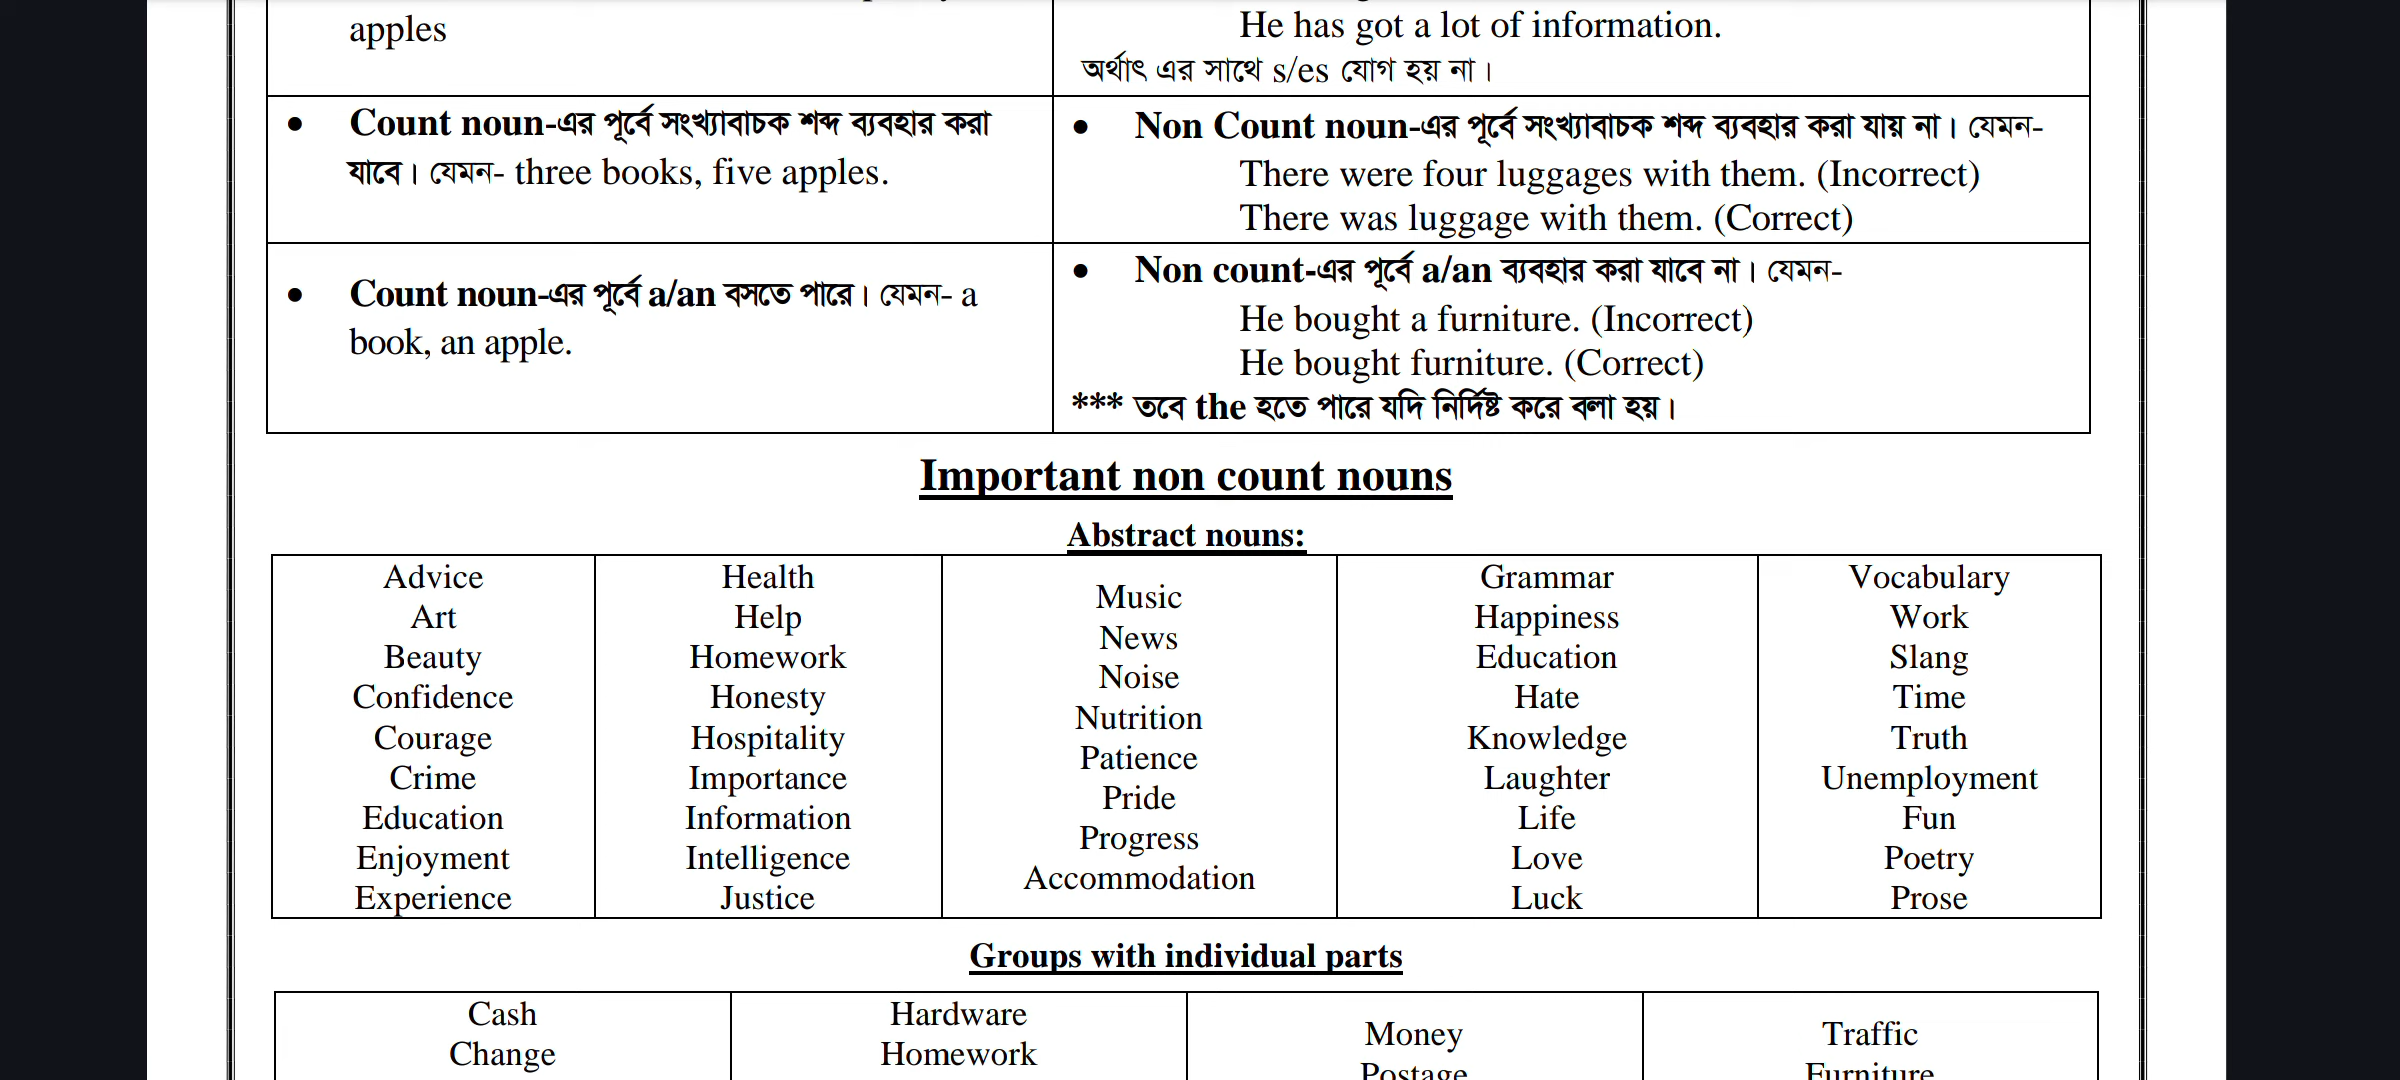 apples
He has got a lot of information.
অর্থাৎ এর সাথে s/es যোগ হয় না।
• Count noun-এর পূর্বে সংখ্যাবাচক শব্দ ব্যবহার করা
যাবে। যেমন- three books, five apples.
• Non Count noun-এর পূর্বে সংখ্যাবাচক শব্দ ব্যবহার করা যায় না। যেমন-
There were four luggages with them. (Incorrect)
There was luggage with them. (Correct)
• Count noun-এর পূর্বে a/an বসতে পারে। যেমন- a
book, an apple.
• Non count-এর পূর্বে a/an ব্যবহার করা যাবে না। যেমন-
He bought a furniture. (Incorrect)
He bought furniture. (Correct)
*** তবে the হতে পারে যদি নির্দিষ্ট করে বলা হয়।
Important non count nouns
Abstract nouns:
Advice
Art
Beauty
Confidence
Courage
Crime
Education
Enjoyment
Experience
Health
Help
Homework
Honesty
Hospitality
Importance
Information
Intelligence
Justice
Music
News
Noise
Nutrition
Patience
Pride
Progress
Accommodation
Grammar
Happiness
Education
Hate
Knowledge
Laughter
Life
Love
Luck
Vocabulary
Work
Slang
Time
Truth
Unemployment
Fun
Poetry
Prose
Groups with individual parts
Cash
Change
Hardware
Homework
Money
Postage
Traffic
Furniture